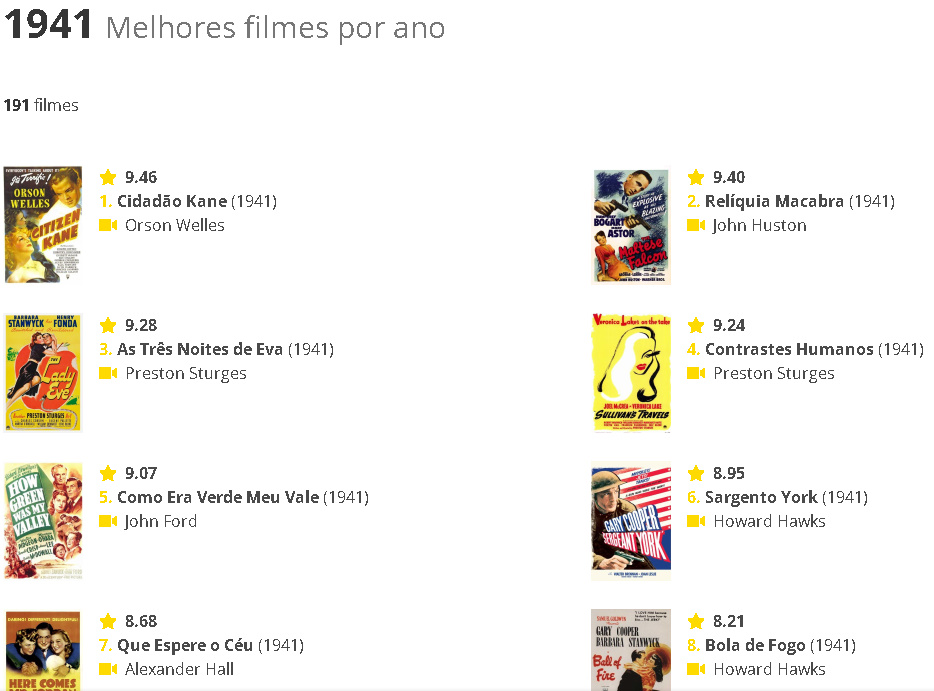 1941 Melhores filmes por ano
191 filmes
9.46
1. Cidadão Kane (1941)
Orson Welles
ORSON
WELLES
CITIZEN
KANE
9.40
2. Relíquia Macabra (1941)
John Huston
BOGART
ASTOR
Maltese
Falcon
9.28
3. As Três Noites de Eva (1941)
Preston Sturges
BARBARA HENRY
STANWYCK FONDA
THE
Lady
Eve
PRESTON STURGES
9.24
4. Contrastes Humanos (1941)
Preston Sturges
Veronica Lake's on the take
JOEL McCREA · VERONICA LAKE
SULLIVAN'S TRAVELS
9.07
5. Como Era Verde Meu Vale (1941)
John Ford
HOW
GREEN
WAS MY
VALLEY
8.95
6. Sargento York (1941)
Howard Hawks
GARY COOPER
SERGEANT YORK
8.68
7. Que Espere o Céu (1941)
Alexander Hall
HERE COMES
8.21
8. Bola de Fogo (1941)
Howard Hawks
GARY COOPER
BARBARA STANWYCK
Ball of
Fire